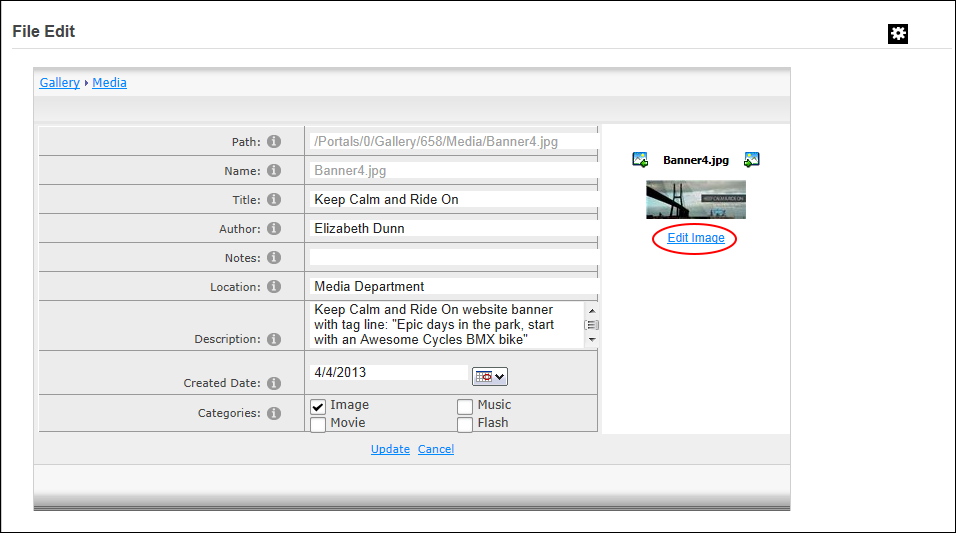 File Edit
Gallery Media
Path: /Portals/0/Gallery/658/Media/Banner4.jpg
Name: Banner4.jpg
Title: Keep Calm and Ride On
Author: Elizabeth Dunn
Notes:
Location: Media Department
Description: Keep Calm and Ride On website banner
with tag line: "Epic days in the park, start
with an Awesome Cycles BMX bike"
Created Date: 4/4/2013
Categories: Image Music
Movie Flash
Update Cancel
Banner4.jpg
KEEP CALM & RIDE ON
Edit Image